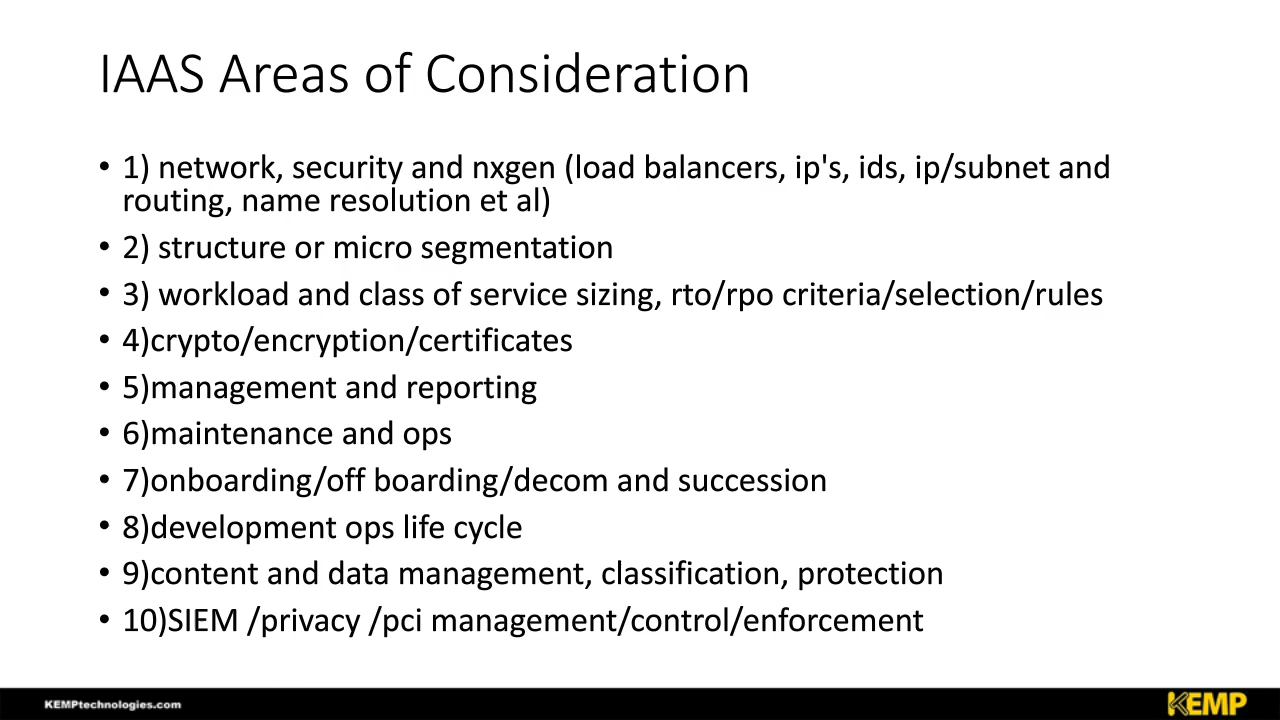 IAAS Areas of Consideration
• 1) network, security and nxgen (load balancers, ip's, ids, ip/subnet and
routing, name resolution et al)
• 2) structure or micro segmentation
• 3) workload and class of service sizing, rto/rpo criteria/selection/rules
• 4)crypto/encryption/certificates
• 5)management and reporting
• 6)maintenance and ops
• 7)onboarding/off boarding/decom and succession
• 8)development ops life cycle
• 9)content and data management, classification, protection
• 10)SIEM /privacy /pci management/control/enforcement
KEMPtechnologies.com
KEMP